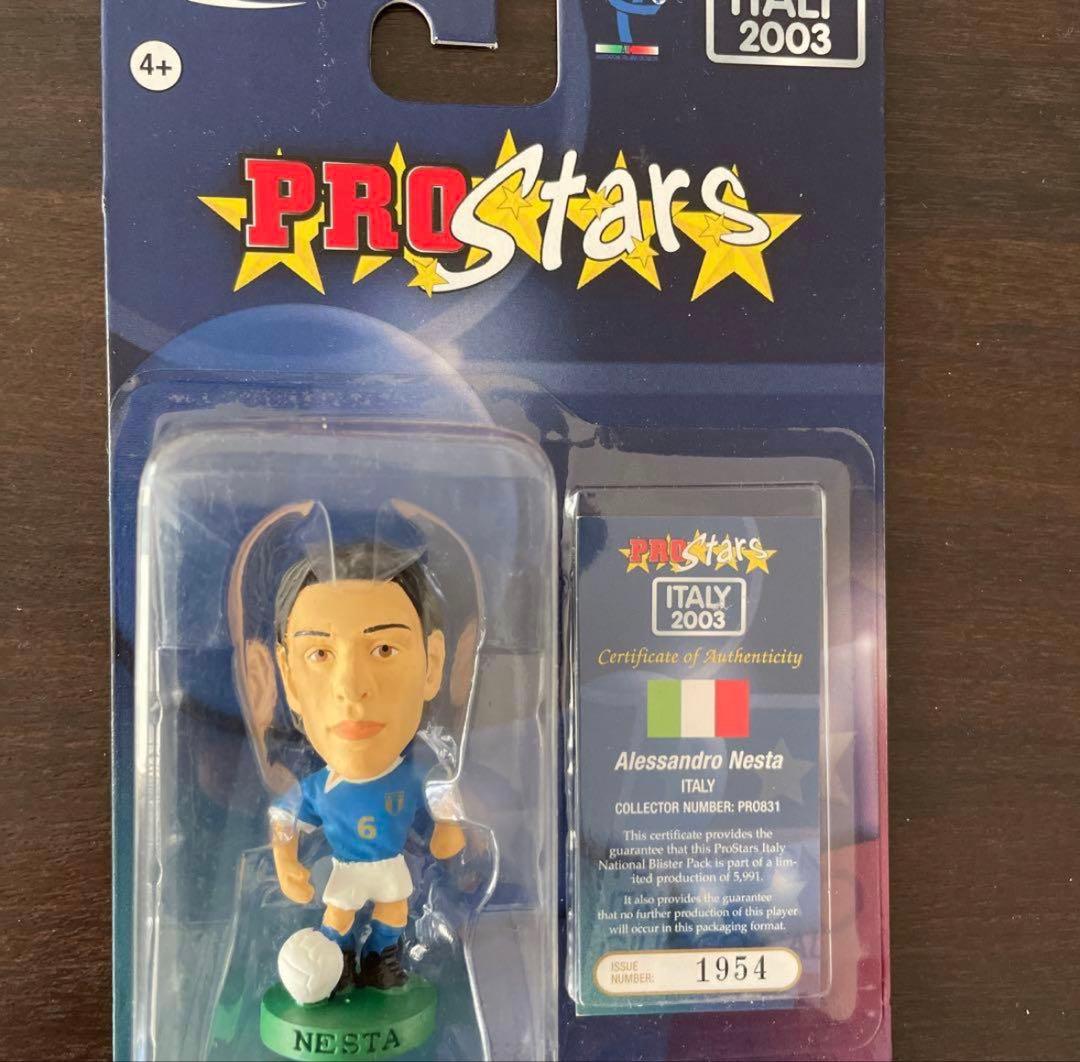 ITALY
2003
4+
PROStars
PROStars
ITALY
2003
Certificate of Authenticity
Alessandro Nesta
ITALY
COLLECTOR NUMBER: PRO831
This certificate provides the
guarantee that this ProStars Italy
National Blister Pack is part of a lim-
ited production of 5,991.
It also provides the guarantee
that no further production of this player
will occur in this packaging format.
ISSUE
NUMBER: 1954
6
NESTA